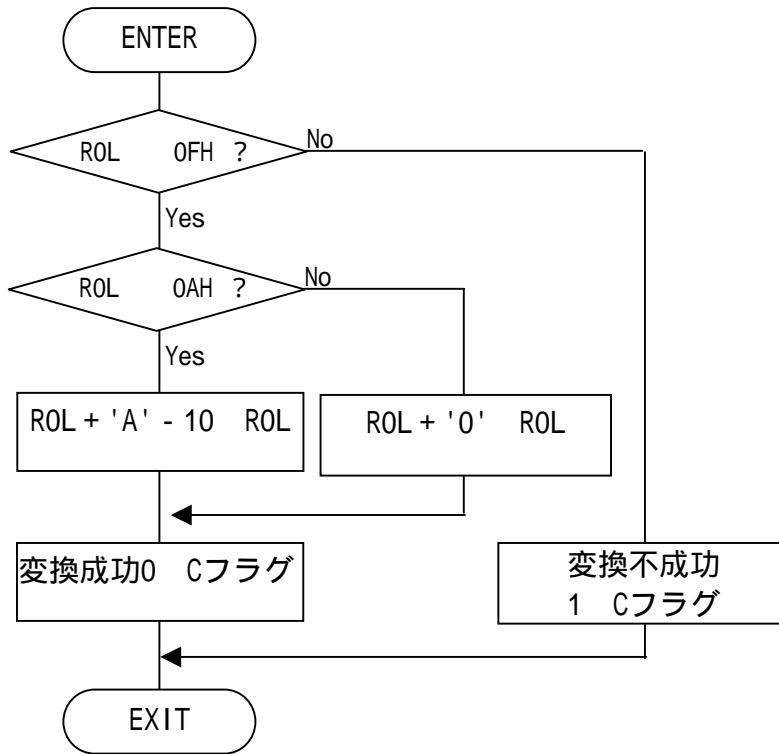 ENTER
R0L 0FH ?
No
Yes
R0L 0AH ?
No
Yes
R0L + 'A' - 10 R0L
R0L + '0' R0L
変換成功0 Cフラグ
変換不成功
1 Cフラグ
EXIT